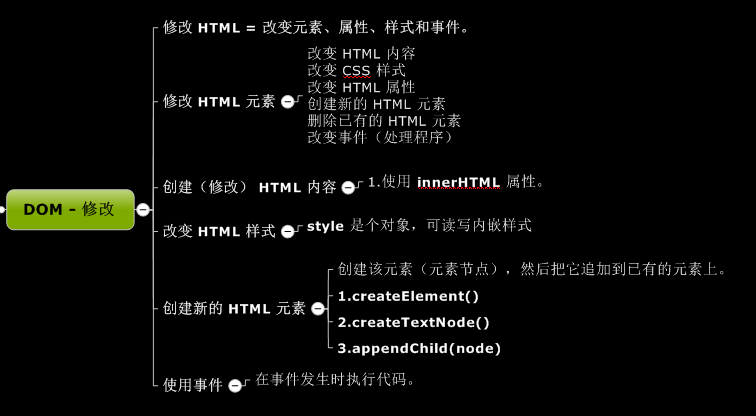 DOM – 修改
修改 HTML = 改变元素、属性、样式和事件。
修改 HTML 元素
改变 HTML 内容
改变 CSS 样式
改变 HTML 属性
创建新的 HTML 元素
删除已有的 HTML 元素
改变事件（处理程序）
创建（修改） HTML 内容
1.使用 innerHTML 属性。
改变 HTML 样式
style 是个对象，可读写内嵌样式
创建新的 HTML 元素
创建该元素（元素节点），然后把它追加到已有的元素上。
1.createElement()
2.createTextNode()
3.appendChild(node)
使用事件
在事件发生时执行代码。